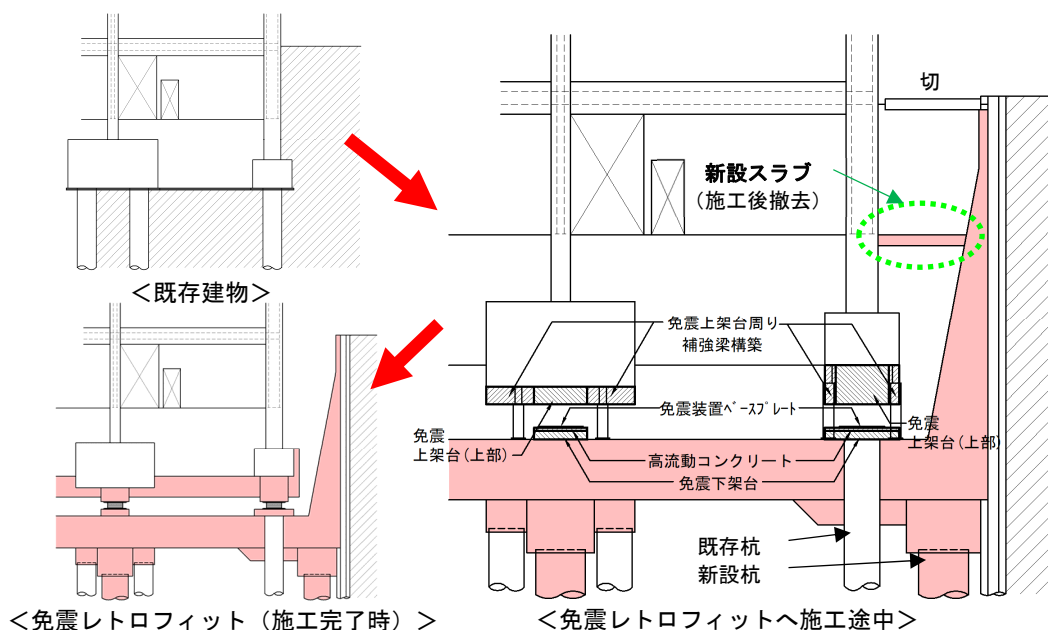 <既存建物>
切
新設スラブ
(施工後撤去)
免震上架台周り
補強梁構築
免震装置ベースプレート
免震
上架台(上部)
免震
上架台(上部)
高流動コンクリート
免震下架台
既存杭
新設杭
<免震レトロフィット(施工完了時)>
<免震レトロフィットへ施工途中>